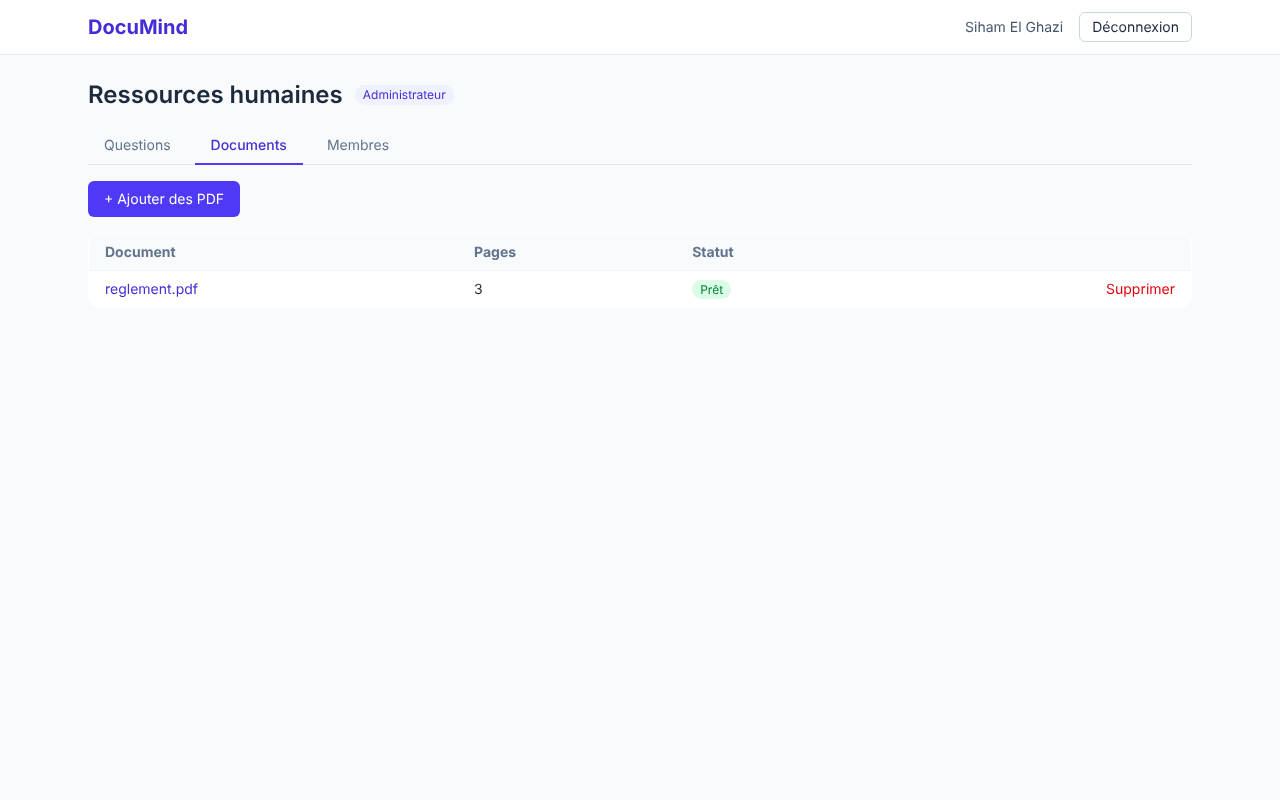 DocuMind
Siham El Ghazi
Déconnexion
Ressources humaines
Administrateur
Questions
Documents
Membres
+ Ajouter des PDF
Document Pages Statut
reglement.pdf 3 Prêt Supprimer